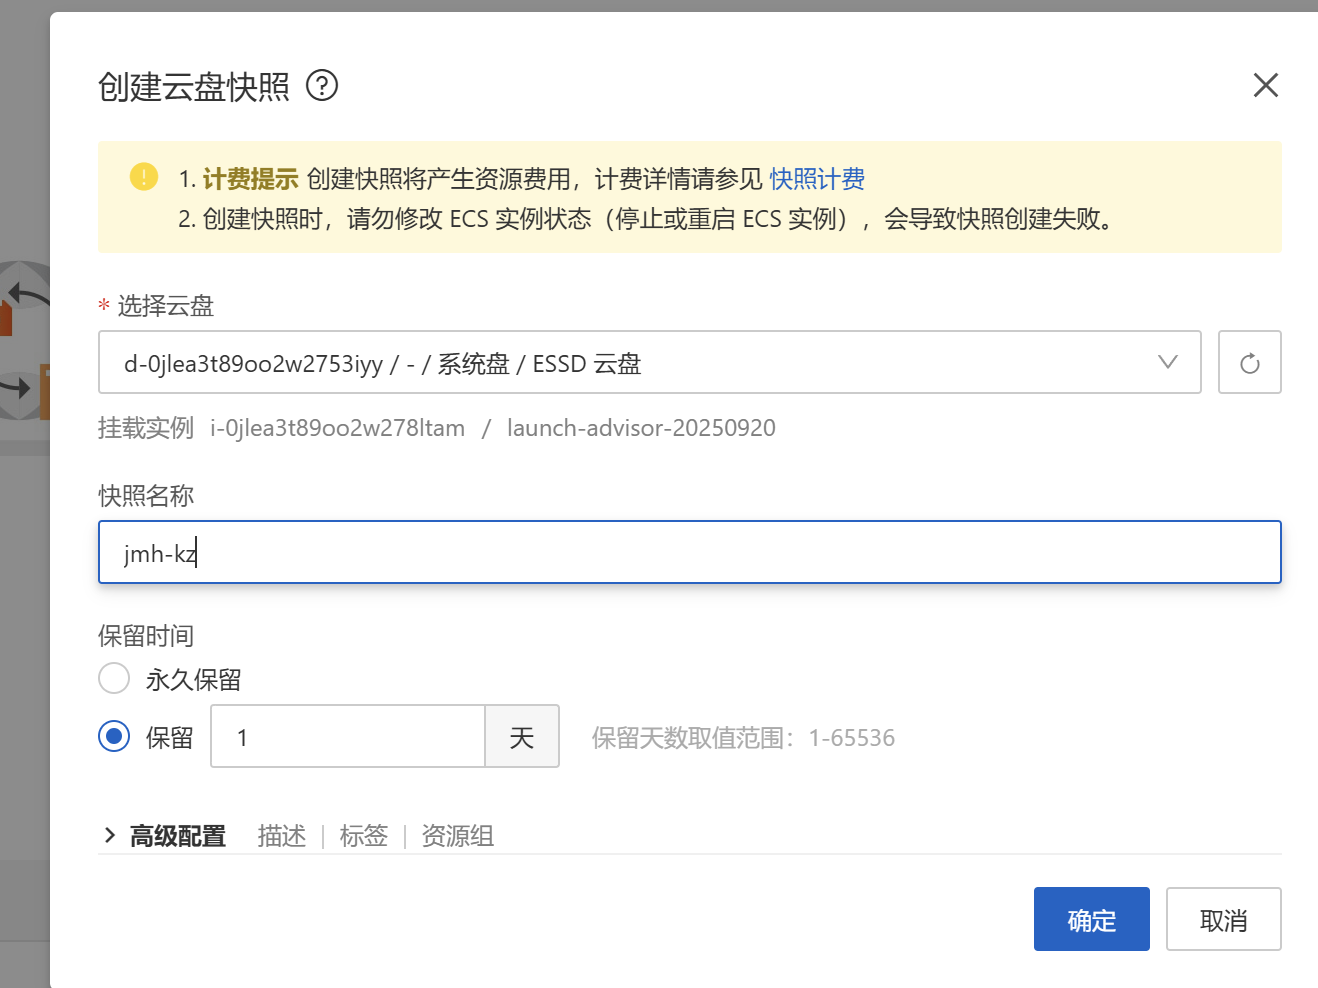 创建云盘快照 ?
1. 计费提示 创建快照将产生资源费用，计费详情请参见 快照计费
2. 创建快照时，请勿修改 ECS 实例状态（停止或重启 ECS 实例），会导致快照创建失败。
* 选择云盘
d-0jlea3t89oo2w2753iyy / - / 系统盘 / ESSD 云盘
挂载实例 i-0jlea3t89oo2w278ltam / launch-advisor-20250920
快照名称
jmh-kz
保留时间
永久保留
保留 1 天 保留天数取值范围：1-65536
高级配置 描述 | 标签 | 资源组
确定 取消